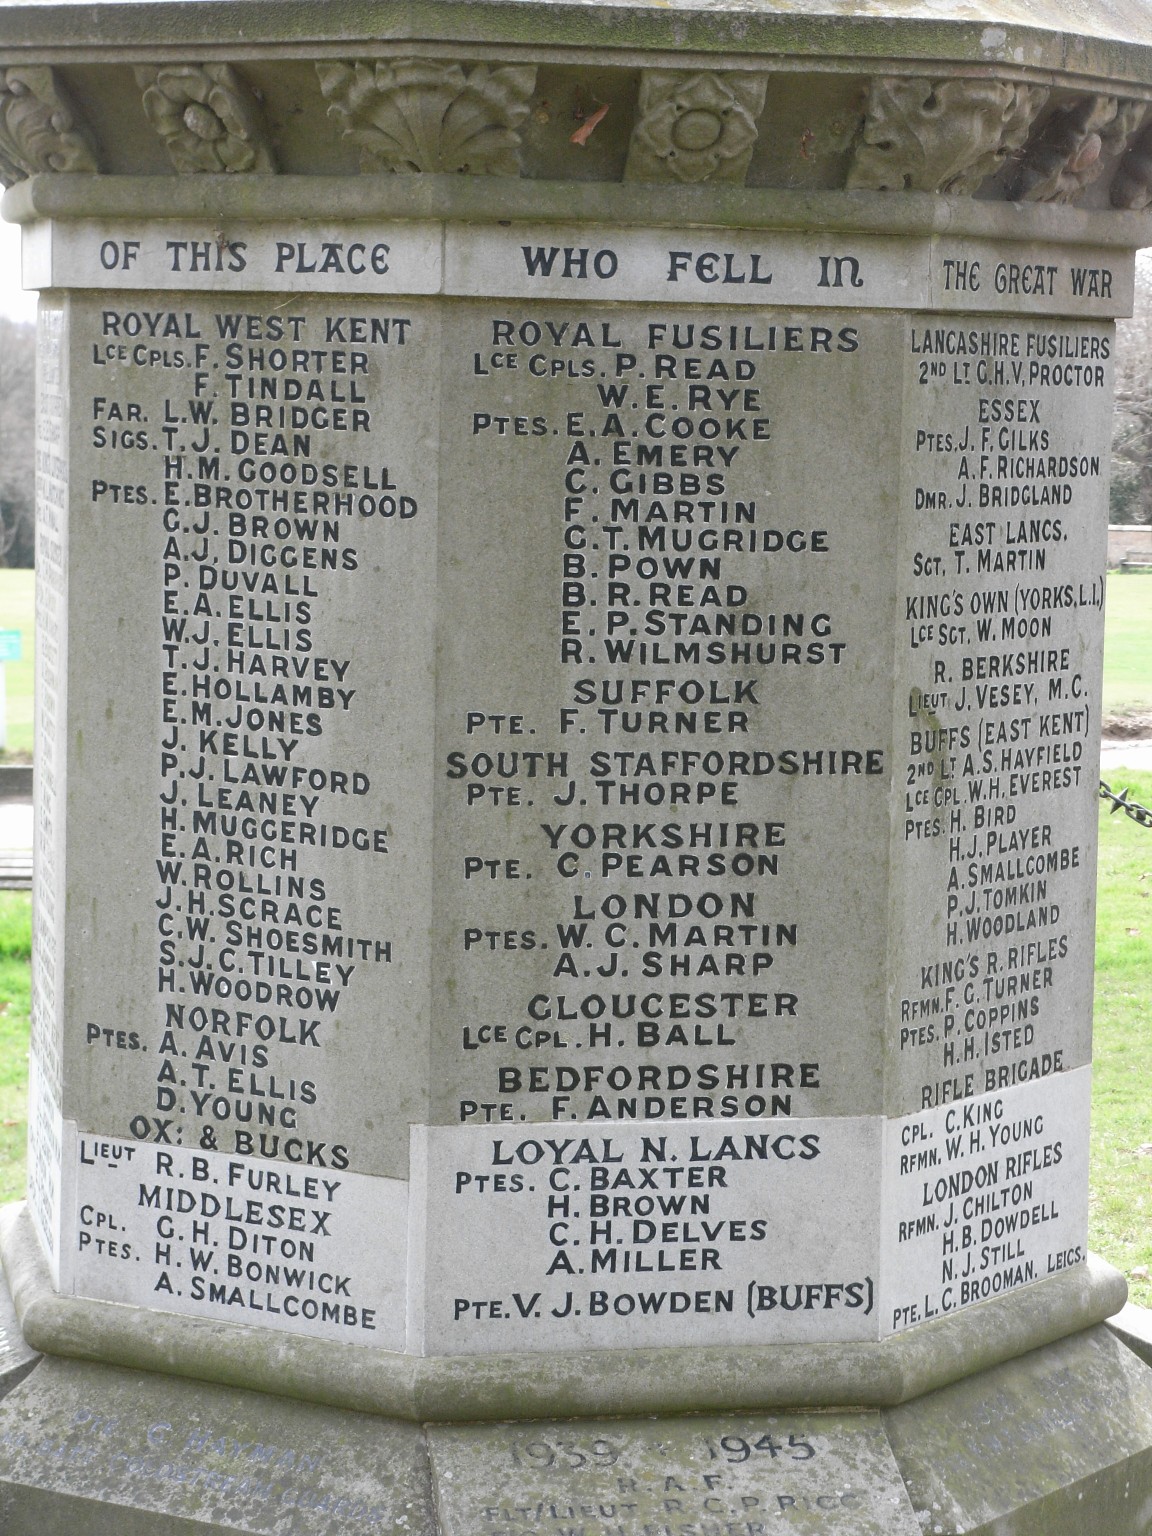 OF THIS PLACE
ROYAL WEST KENT
LCE CPLS. F. SHORTER
F. TINDALL
FAR. L.W. BRIDGER
SIGS. T. J. DEAN
H.M. GOODSELL
PTES. E. BROTHERHOOD
G.J. BROWN
A.J. DIGGENS
P. DUVALL
E.A. ELLIS
W.J. ELLIS
T.J. HARVEY
E. HOLLAMBY
E.M. JONES
J. KELLY
P.J. LAWFORD
J. LEANEY
H. MUGGERIDGE
E.A. RICH
W. ROLLINS
J.H. SCRACE
C.W. SHOESMITH
S.J.C. TILLEY
H. WOODROW
NORFOLK
PTES. A. AVIS
A.T. ELLIS
D. YOUNG
OX: & BUCKS
LIEUT R.B. FURLEY
MIDDLESEX
CPL. G.H. DITON
PTES. H.W. BONWICK
A. SMALLCOMBE
WHO FELL IN
ROYAL FUSILIERS
LCE CPLS. P. READ
W.E. RYE
PTES. E.A. COOKE
A. EMERY
C. GIBBS
F. MARTIN
G.T. MUGRIDGE
B. POWN
B.R. READ
E.P. STANDING
R. WILMSHURST
SUFFOLK
PTE. F. TURNER
SOUTH STAFFORDSHIRE
PTE. J. THORPE
YORKSHIRE
PTE. C. PEARSON
LONDON
PTES. W.C. MARTIN
A.J. SHARP
GLOUCESTER
LCE CPL. H. BALL
BEDFORDSHIRE
PTE. F. ANDERSON
LOYAL N. LANCS
PTES. C. BAXTER
H. BROWN
C.H. DELVES
A. MILLER
PTE. V. J. BOWDEN (BUFFS)
THE GREAT WAR
LANCASHIRE FUSILIERS
2ND LT G.H.V. PROCTOR
ESSEX
PTES. J.F. GILKS
A.F. RICHARDSON
DMR. J. BRIDGLAND
EAST LANCS.
SGT. T. MARTIN
KING'S OWN (YORKS. L.I.)
LCE SGT. W. MOON
R. BERKSHIRE
LIEUT J. VESEY, M.C.
BUFFS (EAST KENT)
2ND LT A.S. HAYFIELD
LCE CPL. W.H. EVEREST
PTES. H. BIRD
H.J. PLAYER
A. SMALLCOMBE
P.J. TOMKIN
H. WOODLAND
KING'S R. RIFLES
RFMN. F.G. TURNER
PTES. P. COPPINS
H.H. ISTED
RIFLE BRIGADE
CPL. C. KING
RFMN. W.H. YOUNG
LONDON RIFLES
RFMN. J. CHILTON
H.B. DOWDELL
N.J. STILL
PTE. L.C. BROOMAN. LEICS.
PTE C HAYMAN
1939 - 1945
R.A.F.
FLT/LIEUT R.C.P. RIGG
W.H. FISHER